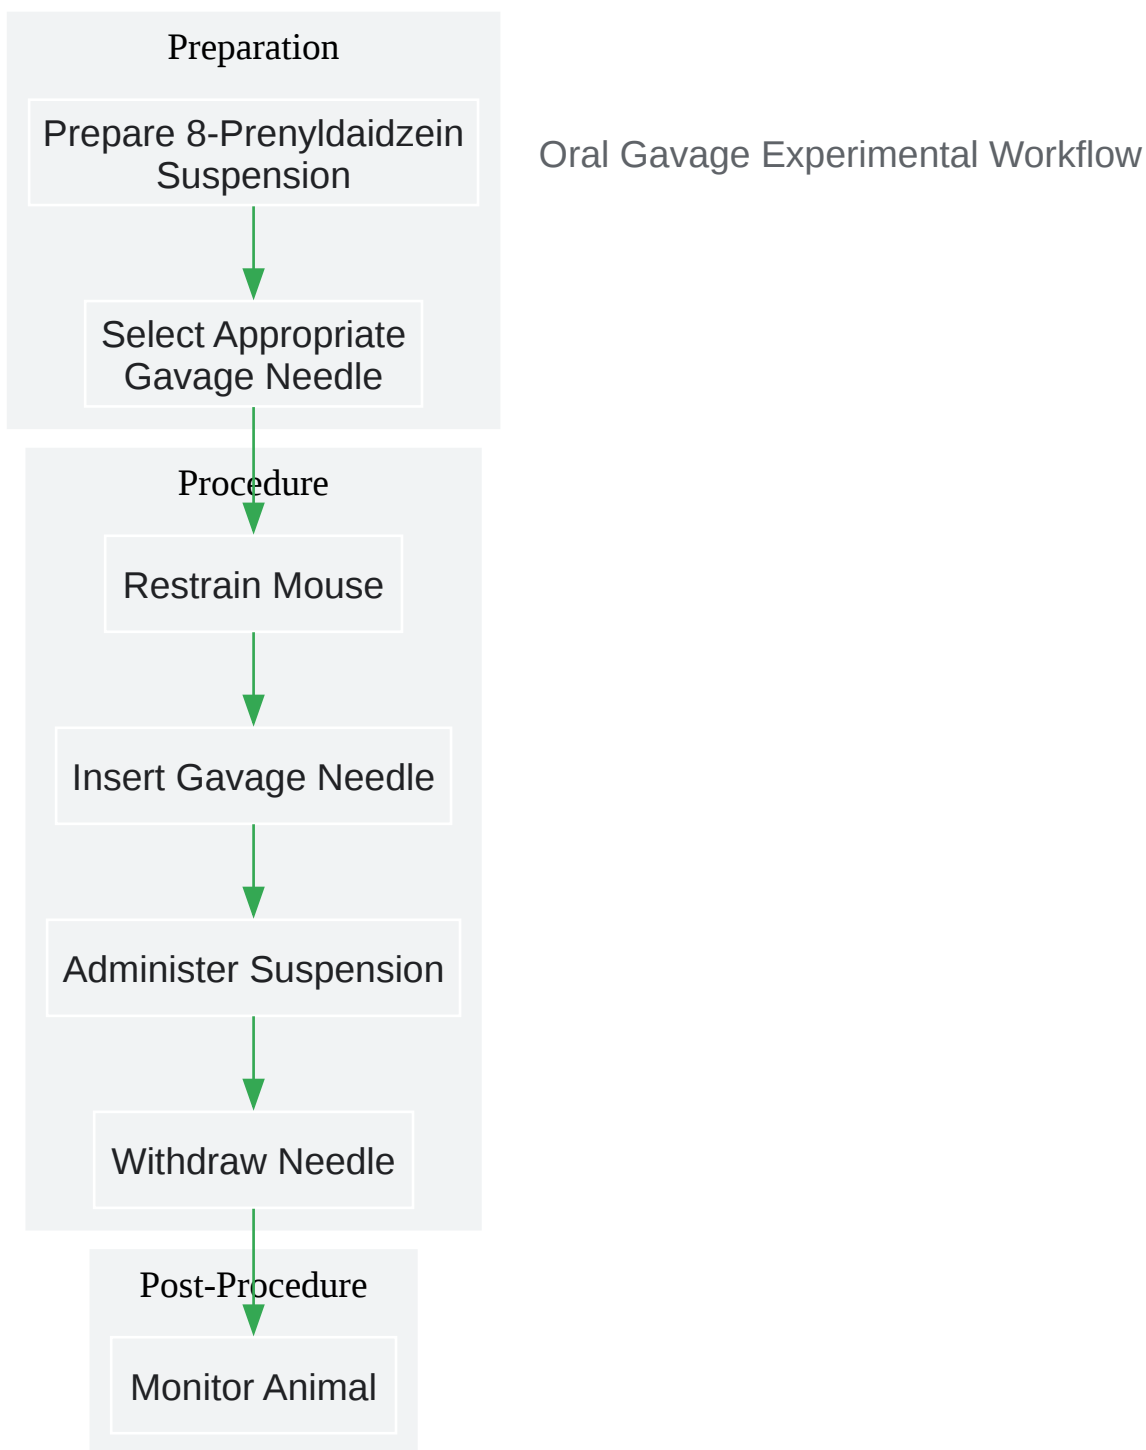 Preparation
Prepare 8-Prenyldaidzein
Suspension
Oral Gavage Experimental Workflow
Select Appropriate
Gavage Needle
Procedure
Restrain Mouse
Insert Gavage Needle
Administer Suspension
Withdraw Needle
Post-Procedure
Monitor Animal